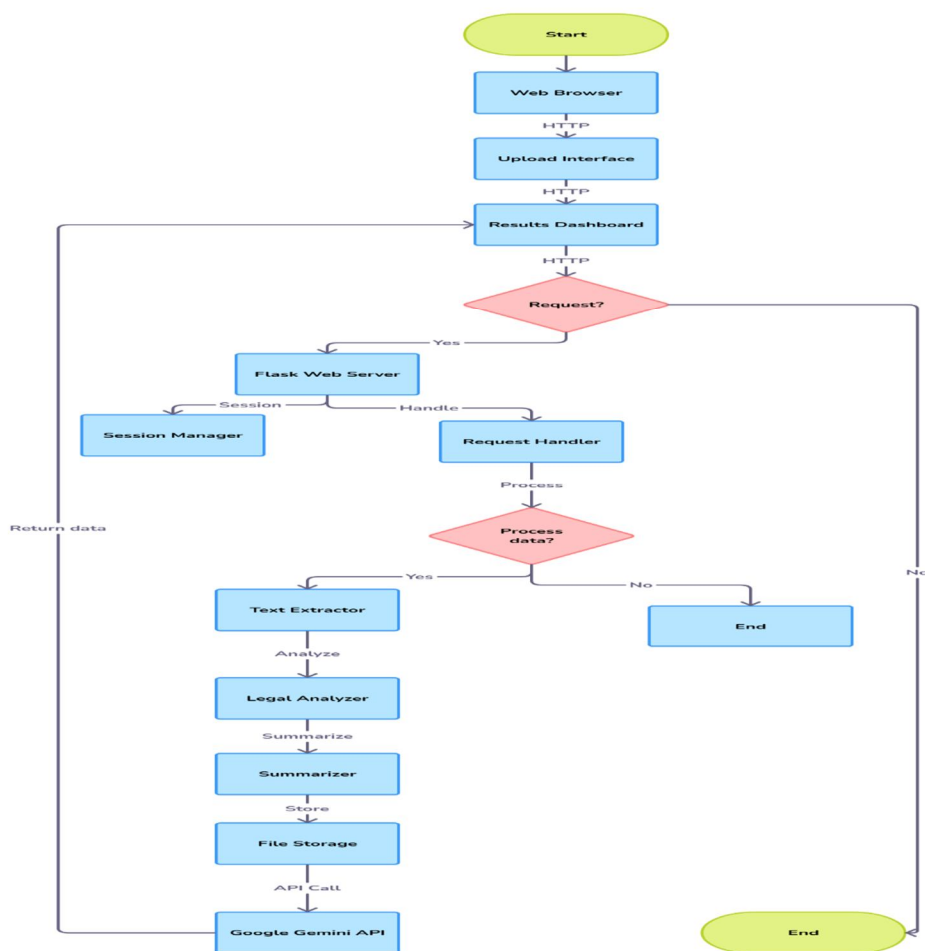 Start
Web Browser
HTTP
Upload Interface
HTTP
Results Dashboard
HTTP
Request?
Yes
Flask Web Server
Session
Handle
Session Manager
Request Handler
Process
Return data
Process
data?
Yes
No
No
Text Extractor
End
Analyze
Legal Analyzer
Summarize
Summarizer
Store
File Storage
API Call
Google Gemini API
End